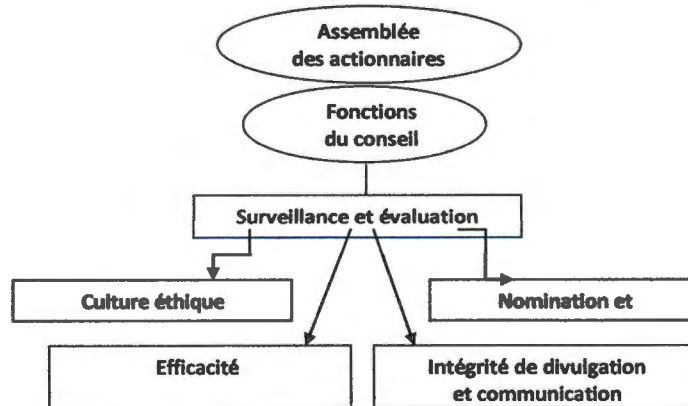 Assemblée
des actionnaires
Fonctions
du conseil
Surveillance et évaluation
Culture éthique
Nomination et
Efficacité
Intégrité de divulgation
et communication